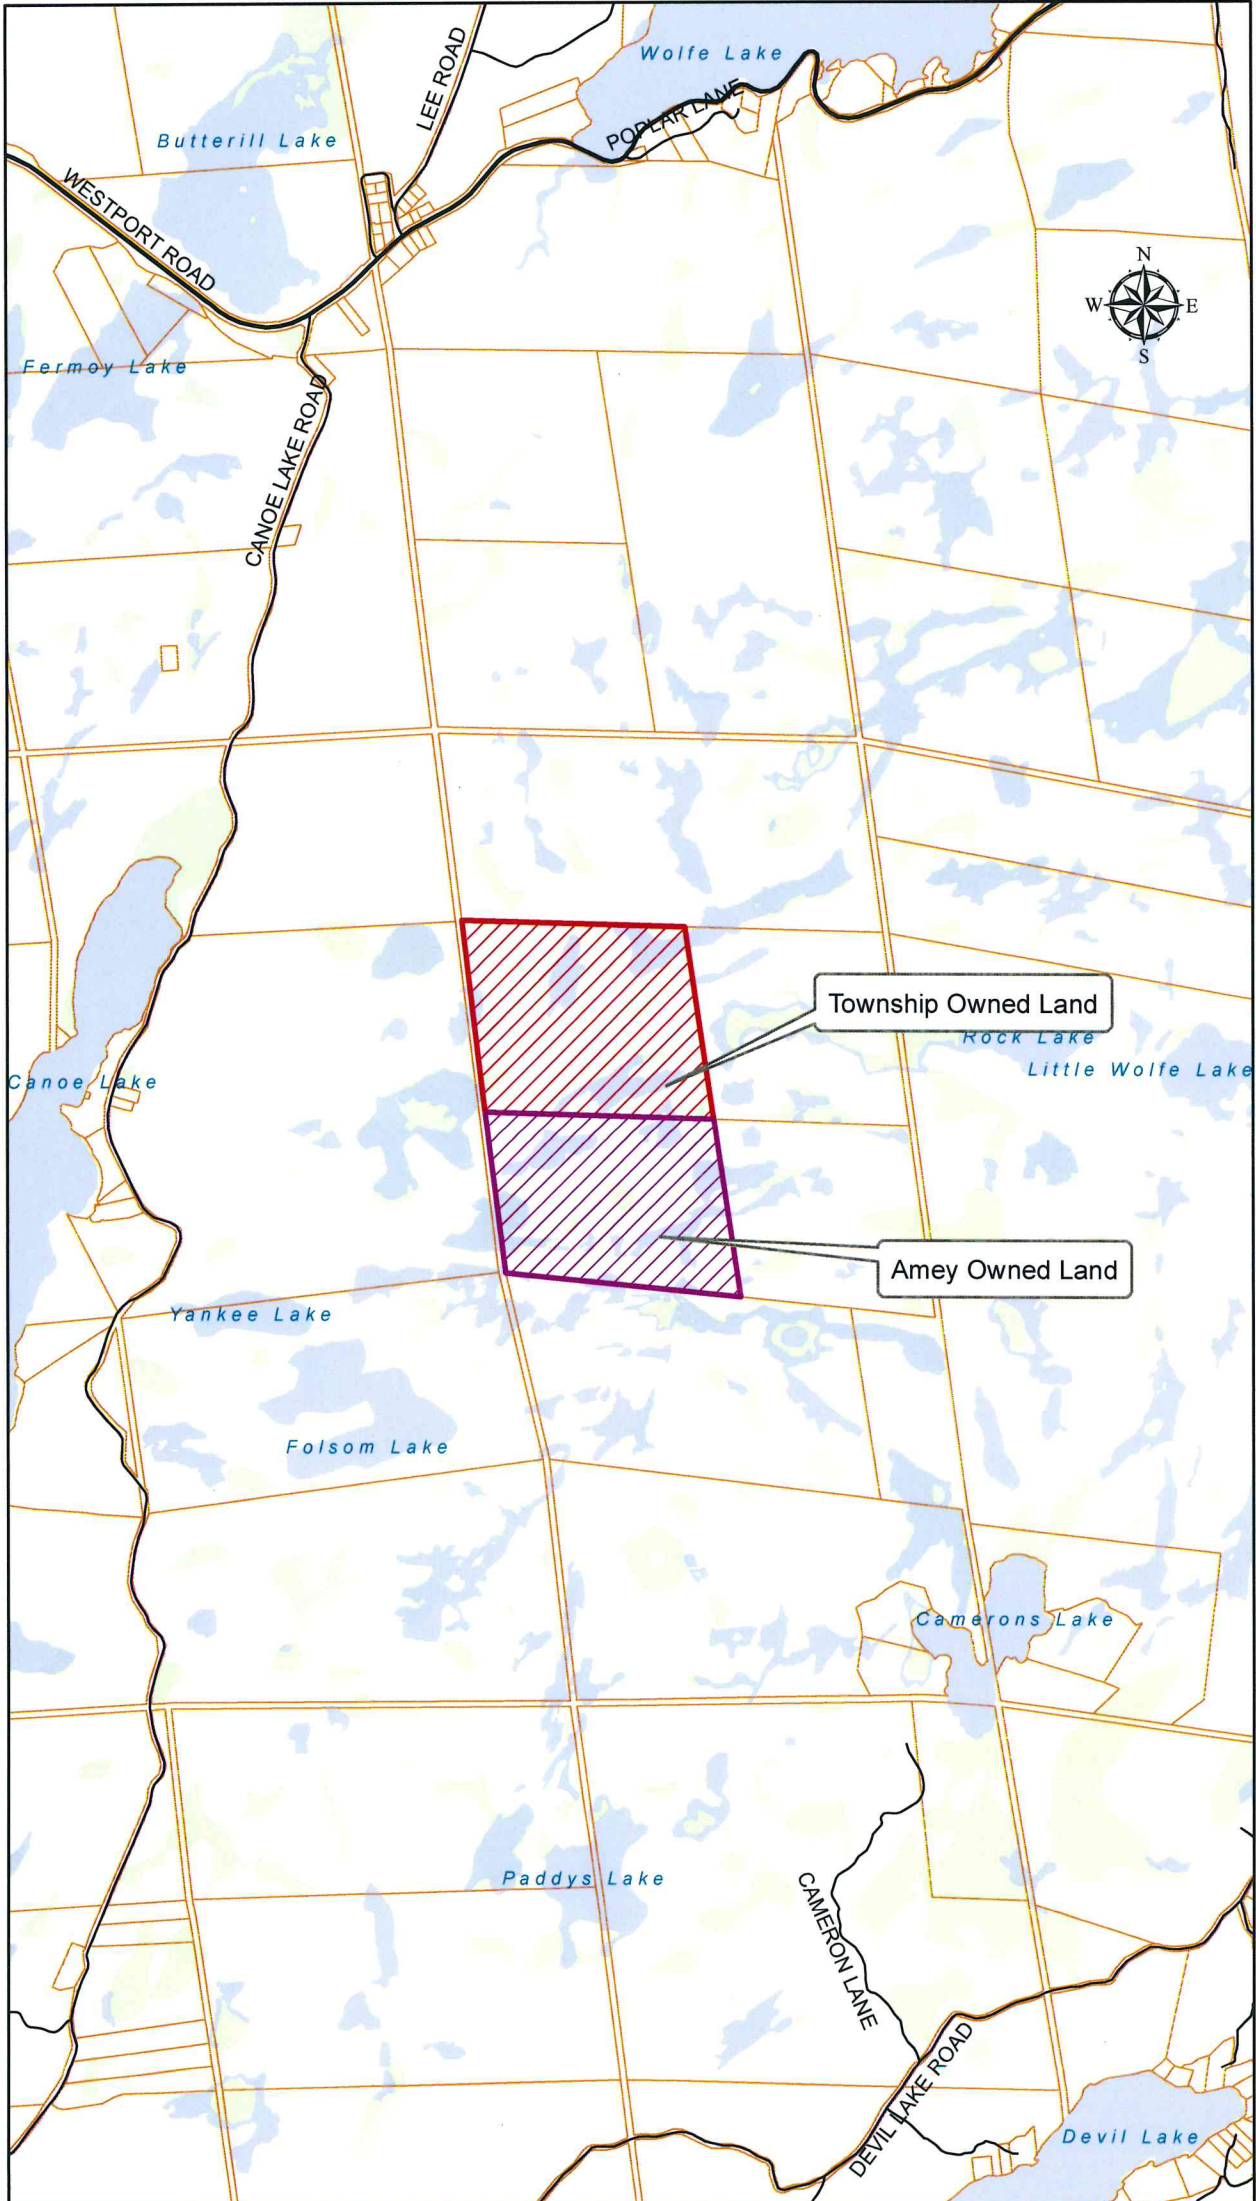 Wolfe Lake
LEE ROAD
POPLAR LANE
Butterill Lake
WESTPORT ROAD
N
W E
S
Fermoy Lake
CANOE LAKE ROAD
Township Owned Land
Rock Lake
Little Wolfe Lake
Canoe Lake
Amey Owned Land
Yankee Lake
Folsom Lake
Camerons Lake
Paddys Lake
CAMERON LANE
DEVIL LAKE ROAD
Devil Lake